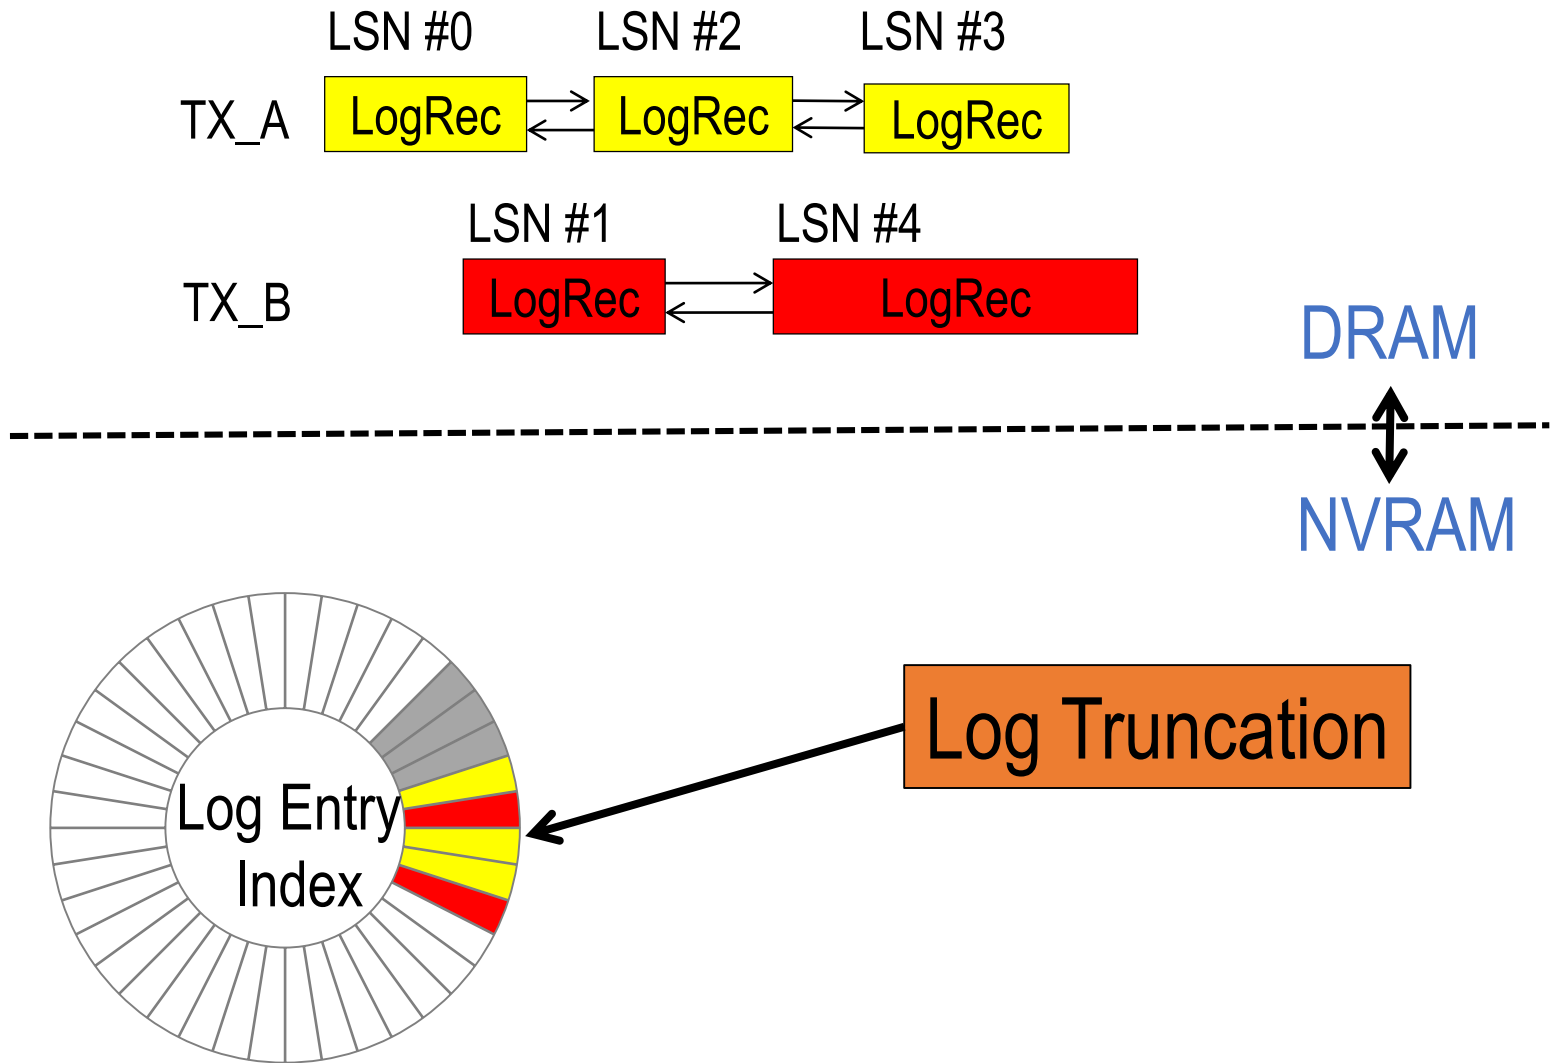 LSN #0 LSN #2 LSN #3
TX_A LogRec LogRec LogRec
LSN #1 LSN #4
TX_B LogRec LogRec
DRAM
NVRAM
Log Truncation
Log Entry
Index